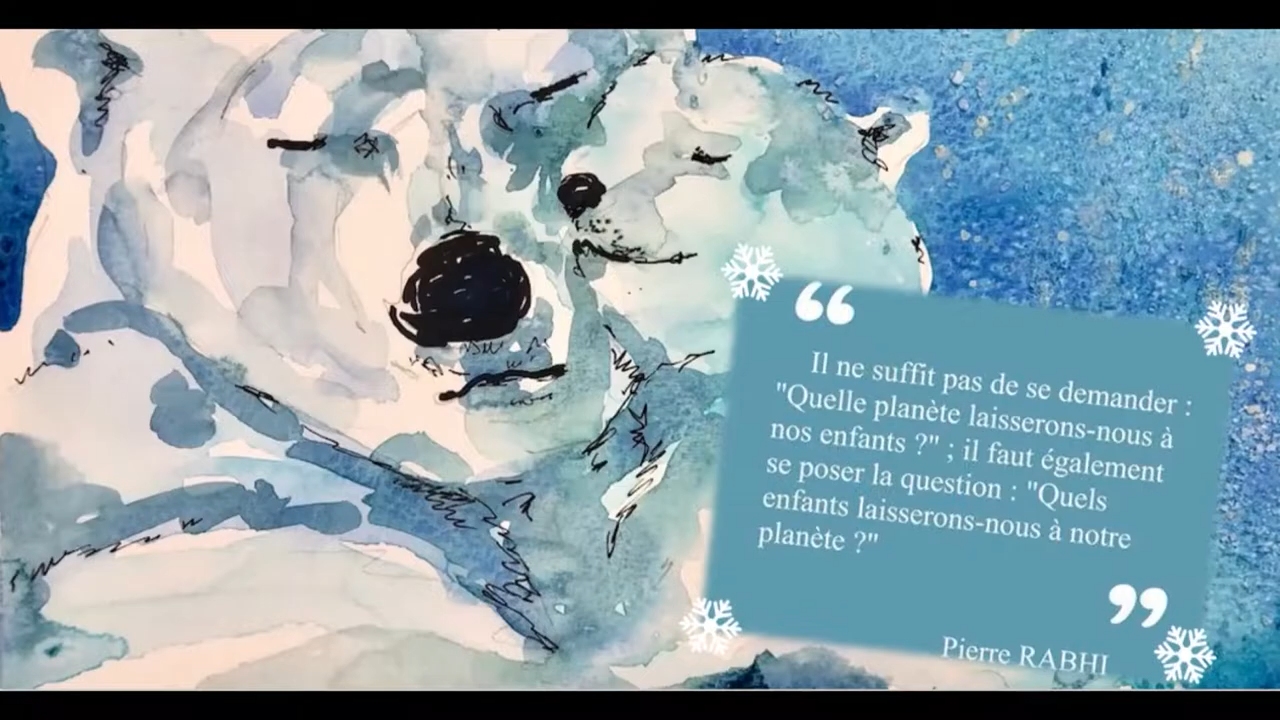 “
Il ne suffit pas de se demander :
"Quelle planète laisserons-nous à
nos enfants ?" ; il faut également
se poser la question : "Quels
enfants laisserons-nous à notre
planète ?"
”
Pierre RABHI